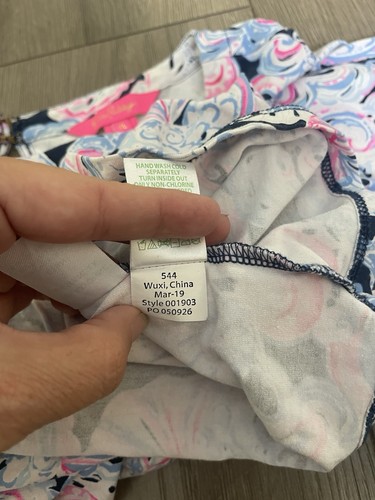 HAND WASH COLD
SEPARATELY
TURN INSIDE OUT
ONLY NON-CHLORINE
544
Wuxi, China
Mar-19
Style 001903
PO 050926